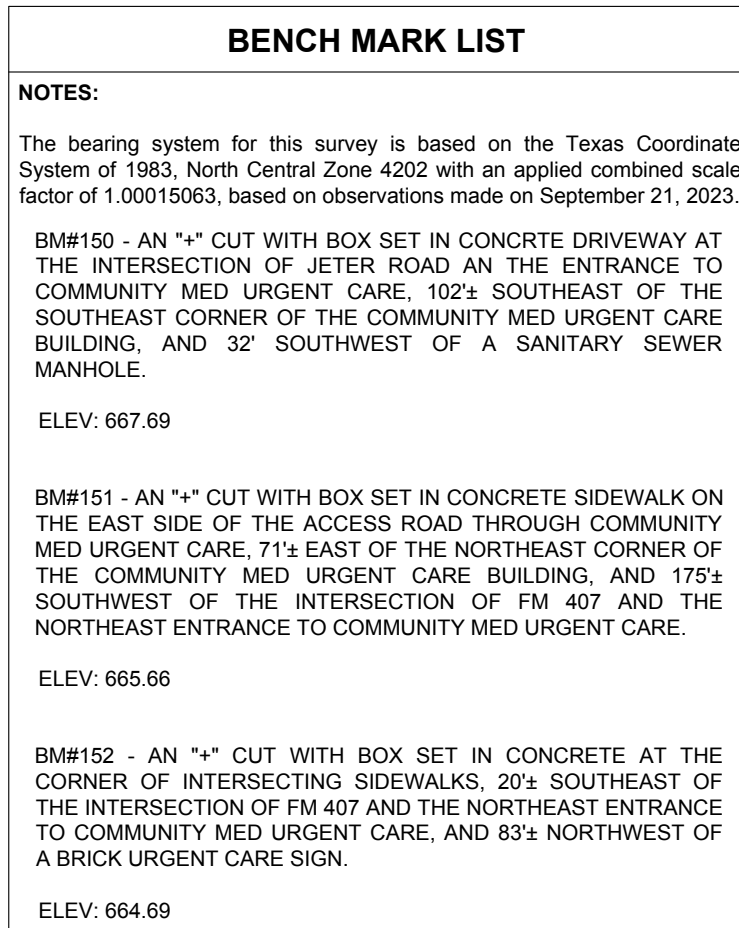 BENCH MARK LIST
NOTES:
The bearing system for this survey is based on the Texas Coordinate
System of 1983, North Central Zone 4202 with an applied combined scale
factor of 1.00015063, based on observations made on September 21, 2023.
BM#150 - AN "+" CUT WITH BOX SET IN CONCRTE DRIVEWAY AT
THE INTERSECTION OF JETER ROAD AN THE ENTRANCE TO
COMMUNITY MED URGENT CARE, 102'± SOUTHEAST OF THE
SOUTHEAST CORNER OF THE COMMUNITY MED URGENT CARE
BUILDING, AND 32' SOUTHWEST OF A SANITARY SEWER
MANHOLE.
ELEV: 667.69
BM#151 - AN "+" CUT WITH BOX SET IN CONCRETE SIDEWALK ON
THE EAST SIDE OF THE ACCESS ROAD THROUGH COMMUNITY
MED URGENT CARE, 71'± EAST OF THE NORTHEAST CORNER OF
THE COMMUNITY MED URGENT CARE BUILDING, AND 175'±
SOUTHWEST OF THE INTERSECTION OF FM 407 AND THE
NORTHEAST ENTRANCE TO COMMUNITY MED URGENT CARE.
ELEV: 665.66
BM#152 - AN "+" CUT WITH BOX SET IN CONCRETE AT THE
CORNER OF INTERSECTING SIDEWALKS, 20'± SOUTHEAST OF
THE INTERSECTION OF FM 407 AND THE NORTHEAST ENTRANCE
TO COMMUNITY MED URGENT CARE, AND 83'± NORTHWEST OF
A BRICK URGENT CARE SIGN.
ELEV: 664.69